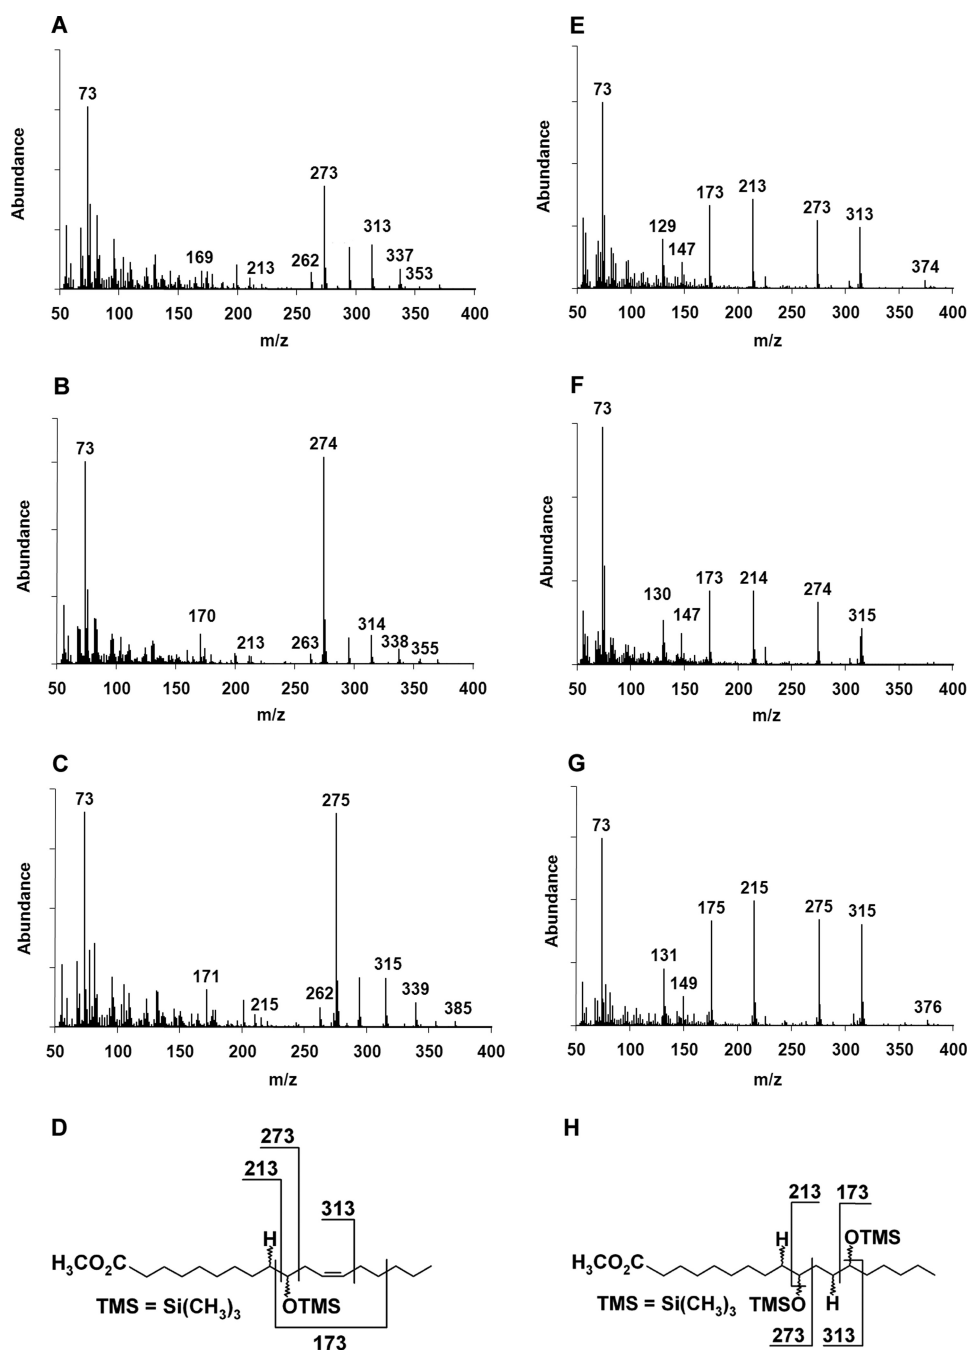 A
Abundance
73
169
213
262
273
313
337
353
50 100 150 200 250 300 350 400
m/z
E
Abundance
73
129
147
173
213
273
313
374
50 100 150 200 250 300 350 400
m/z
B
Abundance
73
170
213
263
274
314
338
355
50 100 150 200 250 300 350 400
m/z
F
Abundance
73
130
147
173
214
274
315
50 100 150 200 250 300 350 400
m/z
C
Abundance
73
171
215
262
275
315
339
385
50 100 150 200 250 300 350 400
m/z
G
Abundance
73
131
149
175
215
275
315
376
50 100 150 200 250 300 350 400
m/z
D
273
213
313
H
H₃CO₂C
OTMS
TMS = Si(CH₃)₃
173
H
213 173
H
OTMS
H₃CO₂C
TMSO H
TMS = Si(CH₃)₃
273 313